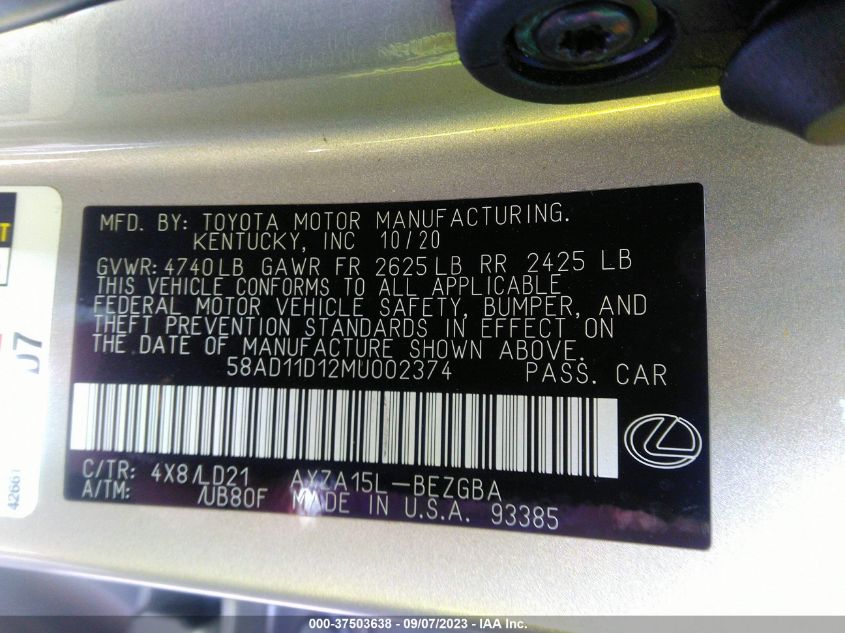 MFD. BY: TOYOTA MOTOR MANUFACTURING.
KENTUCKY, INC 10/20
GVWR: 4740LB GAWR FR 2625LB RR 2425 LB
THIS VEHICLE CONFORMS TO ALL APPLICABLE
FEDERAL MOTOR VEHICLE SAFETY, BUMPER, AND
THEFT PREVENTION STANDARDS IN EFFECT ON
THE DATE OF MANUFACTURE SHOWN ABOVE.
58AD11D12MU002374 PASS. CAR
C/TR: 4X8/LD21 AXZA15L-BEZGBA
A/TM: /UB80F MADE IN U.S.A. 93385
T
07
42661
000-37503638 - 09/07/2023 - IAA Inc.